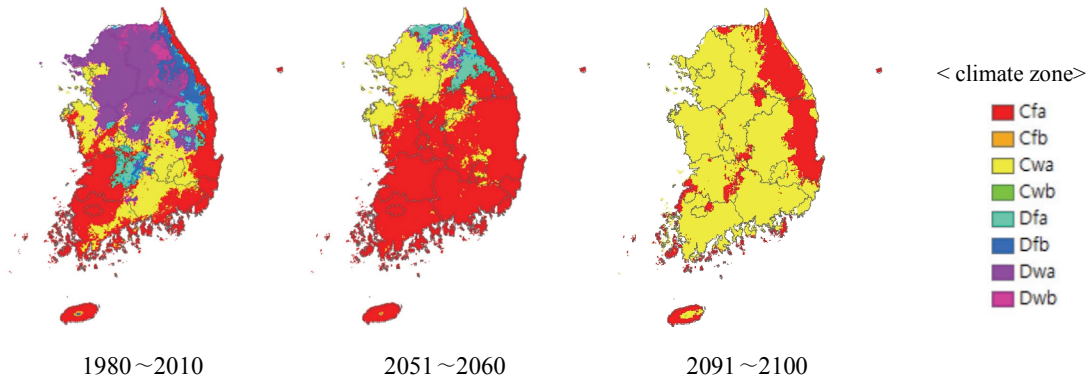 < climate zone>
Cfa
Cfb
Cwa
Cwb
Dfa
Dfb
Dwa
Dwb
1980～2010
2051～2060
2091～2100